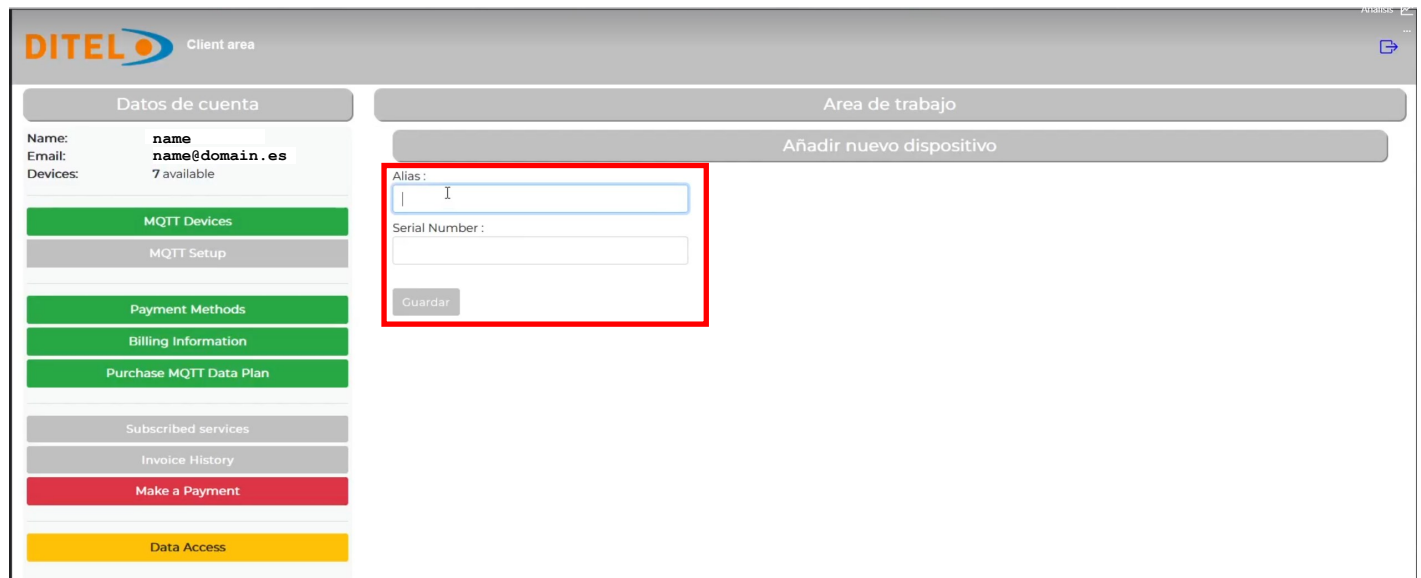 Análisis
DITEL Client area
Datos de cuenta
Name: name
Email: name@domain.es
Devices: 7 available
MQTT Devices
MQTT Setup
Payment Methods
Billing Information
Purchase MQTT Data Plan
Subscribed services
Invoice History
Make a Payment
Data Access
Area de trabajo
Añadir nuevo dispositivo
Alias :
Serial Number :
Guardar